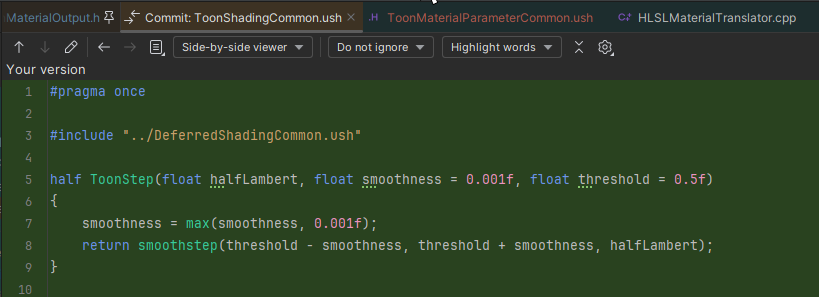 MaterialOutput.h
Commit: ToonShadingCommon.ush
ToonMaterialParameterCommon.ush
HLSLMaterialTranslator.cpp
Side-by-side viewer
Do not ignore
Highlight words
Your version
1 #pragma once
2
3 #include "../DeferredShadingCommon.ush"
4
5 half ToonStep(float halfLambert, float smoothness = 0.001f, float threshold = 0.5f)
6 {
7     smoothness = max(smoothness, 0.001f);
8     return smoothstep(threshold - smoothness, threshold + smoothness, halfLambert);
9 }
10